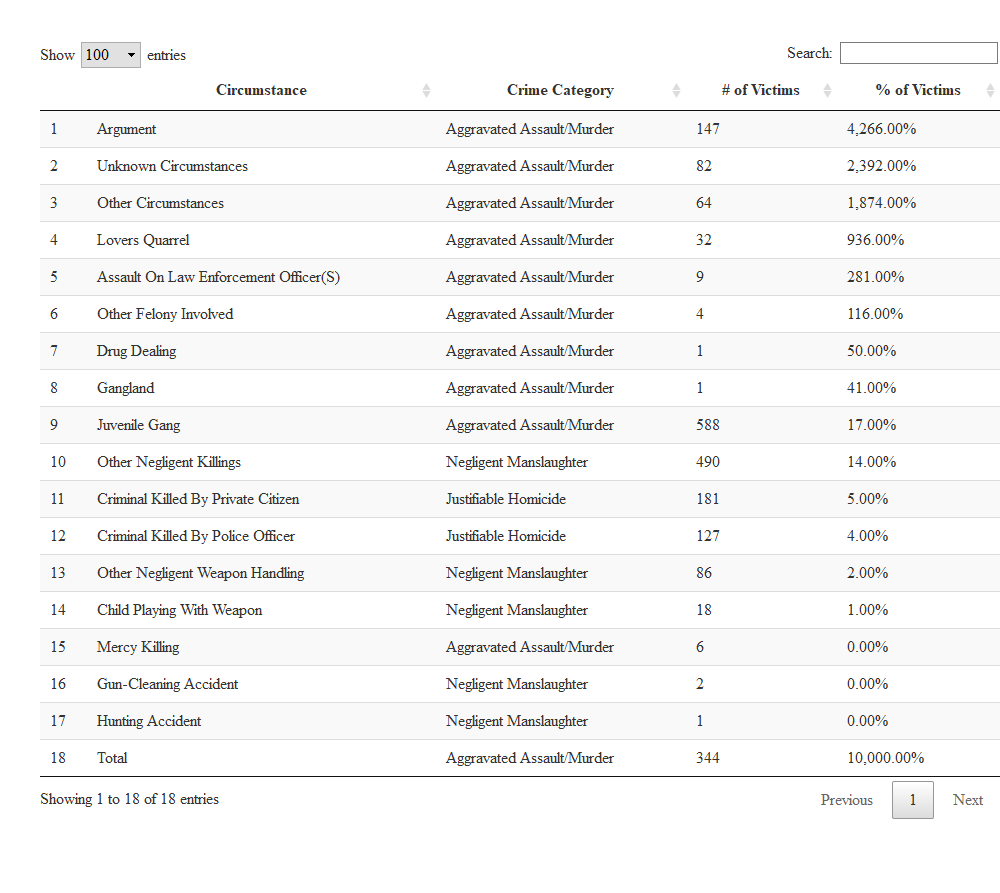 Show 100 entries Search:
Circumstance Crime Category # of Victims % of Victims
1 Argument Aggravated Assault/Murder 147 4,266.00%
2 Unknown Circumstances Aggravated Assault/Murder 82 2,392.00%
3 Other Circumstances Aggravated Assault/Murder 64 1,874.00%
4 Lovers Quarrel Aggravated Assault/Murder 32 936.00%
5 Assault On Law Enforcement Officer(S) Aggravated Assault/Murder 9 281.00%
6 Other Felony Involved Aggravated Assault/Murder 4 116.00%
7 Drug Dealing Aggravated Assault/Murder 1 50.00%
8 Gangland Aggravated Assault/Murder 1 41.00%
9 Juvenile Gang Aggravated Assault/Murder 588 17.00%
10 Other Negligent Killings Negligent Manslaughter 490 14.00%
11 Criminal Killed By Private Citizen Justifiable Homicide 181 5.00%
12 Criminal Killed By Police Officer Justifiable Homicide 127 4.00%
13 Other Negligent Weapon Handling Negligent Manslaughter 86 2.00%
14 Child Playing With Weapon Negligent Manslaughter 18 1.00%
15 Mercy Killing Aggravated Assault/Murder 6 0.00%
16 Gun-Cleaning Accident Negligent Manslaughter 2 0.00%
17 Hunting Accident Negligent Manslaughter 1 0.00%
18 Total Aggravated Assault/Murder 344 10,000.00%
Showing 1 to 18 of 18 entries Previous 1 Next